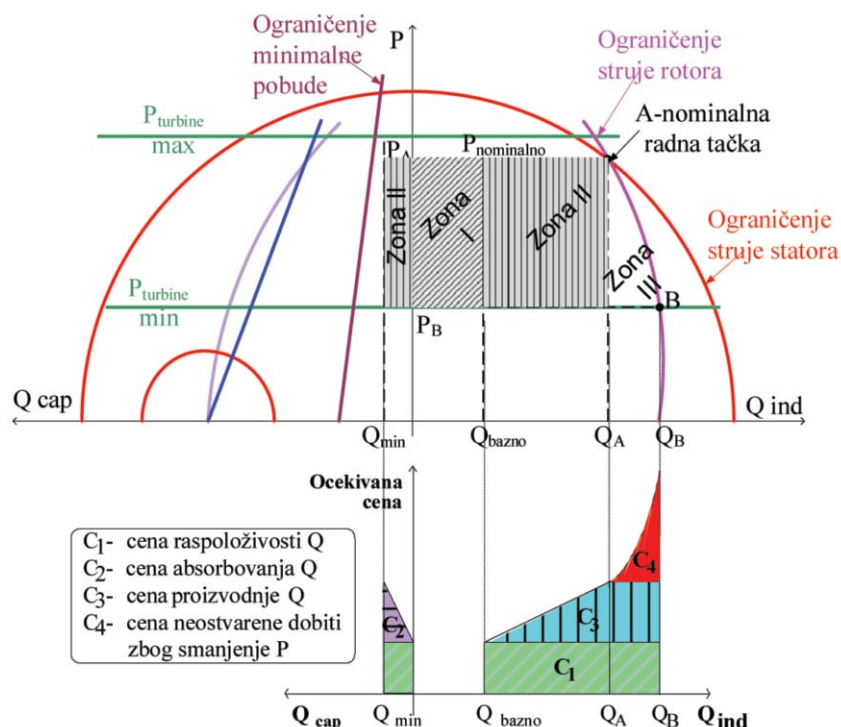 Ograničenje
minimalne
pobude
P
Ograničenje
struje rotora
A-nominalna
radna tačka
P turbine
max
P A
P nominalno
Zona II
Zona
I
Zona II
Zona
III
Ograničenje
struje statora
P turbine
min
P B
B
Q cap
Q ind
Q min
Q bazno
Q A
Q B
Ocekivana
cena
C1- cena raspoloživosti Q
C2- cena absorbovanja Q
C3- cena proizvodnje Q
C4- cena neostvarene dobiti
zbog smanjenje P
C2
C3
C4
C1
Q cap
Q min
Q bazno
Q A
Q B
Q ind